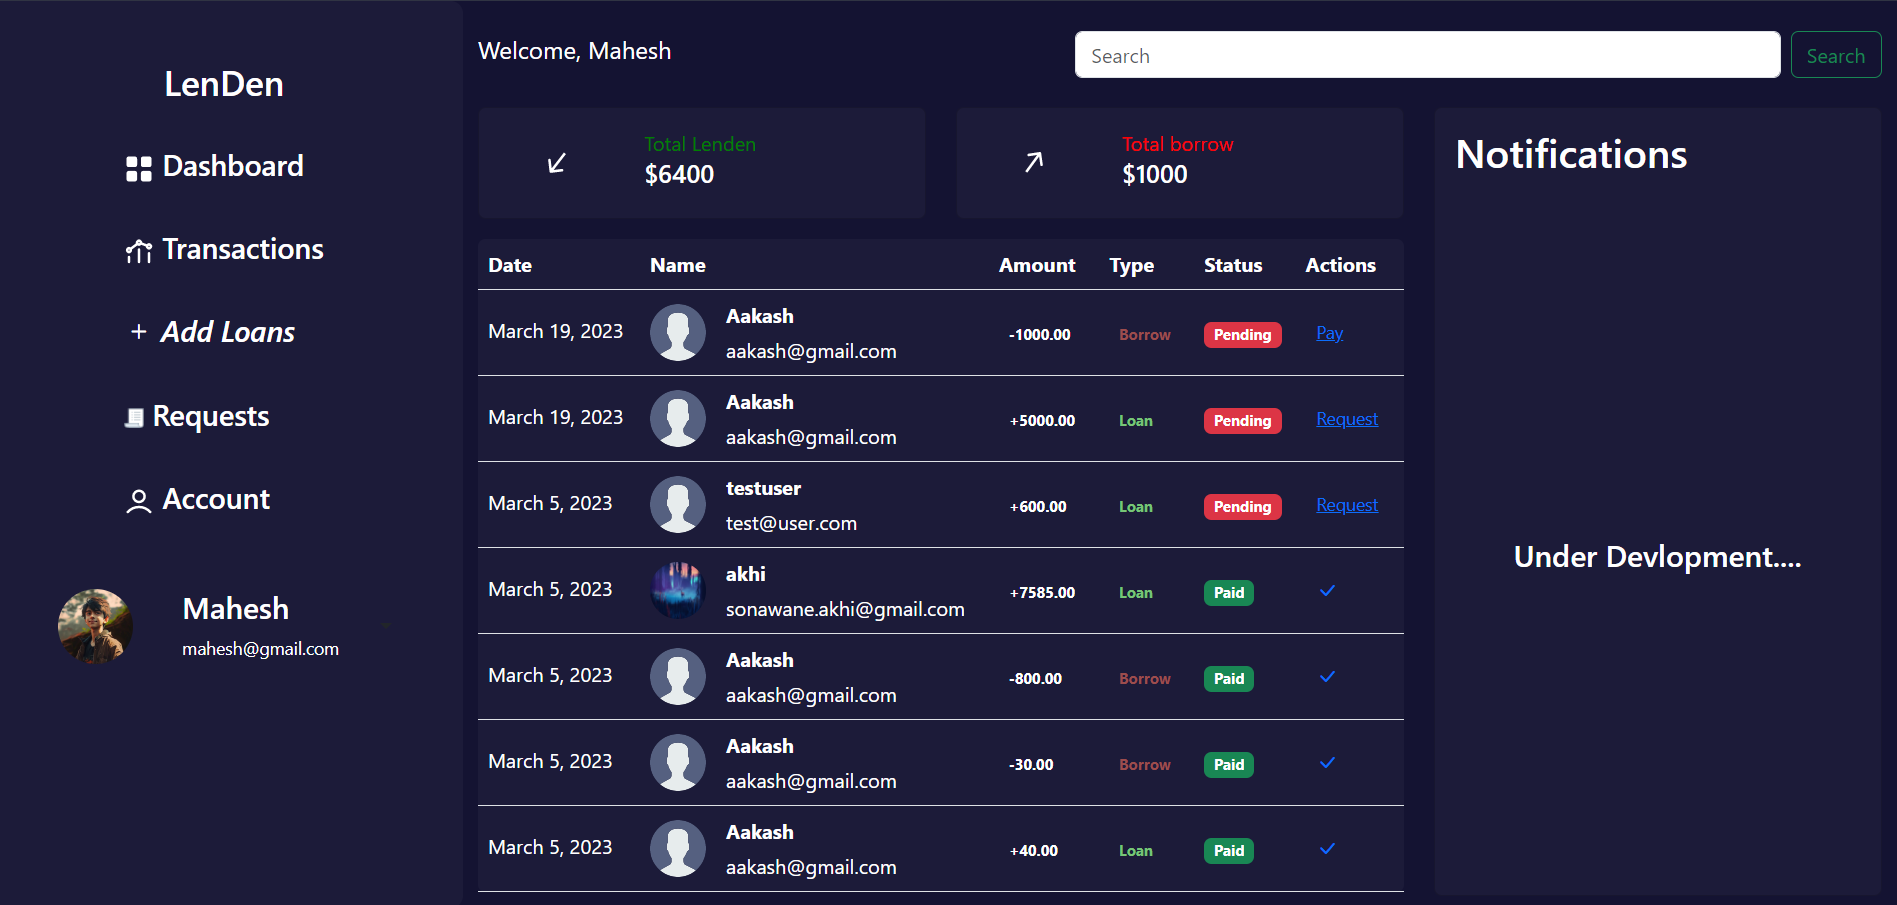 LenDen
Dashboard
Transactions
Add Loans
Requests
Account
Mahesh
mahesh@gmail.com
Welcome, Mahesh
Search
Search
Total Lenden
$6400
Total borrow
$1000
Date Name Amount Type Status Actions
March 19, 2023 Aakash aakash@gmail.com -1000.00 Borrow Pending Pay
March 19, 2023 Aakash aakash@gmail.com +5000.00 Loan Pending Request
March 5, 2023 testuser test@user.com +600.00 Loan Pending Request
March 5, 2023 akhi sonawane.akhi@gmail.com +7585.00 Loan Paid
March 5, 2023 Aakash aakash@gmail.com -800.00 Borrow Paid
March 5, 2023 Aakash aakash@gmail.com -30.00 Borrow Paid
March 5, 2023 Aakash aakash@gmail.com +40.00 Loan Paid
Notifications
Under Devlopment....